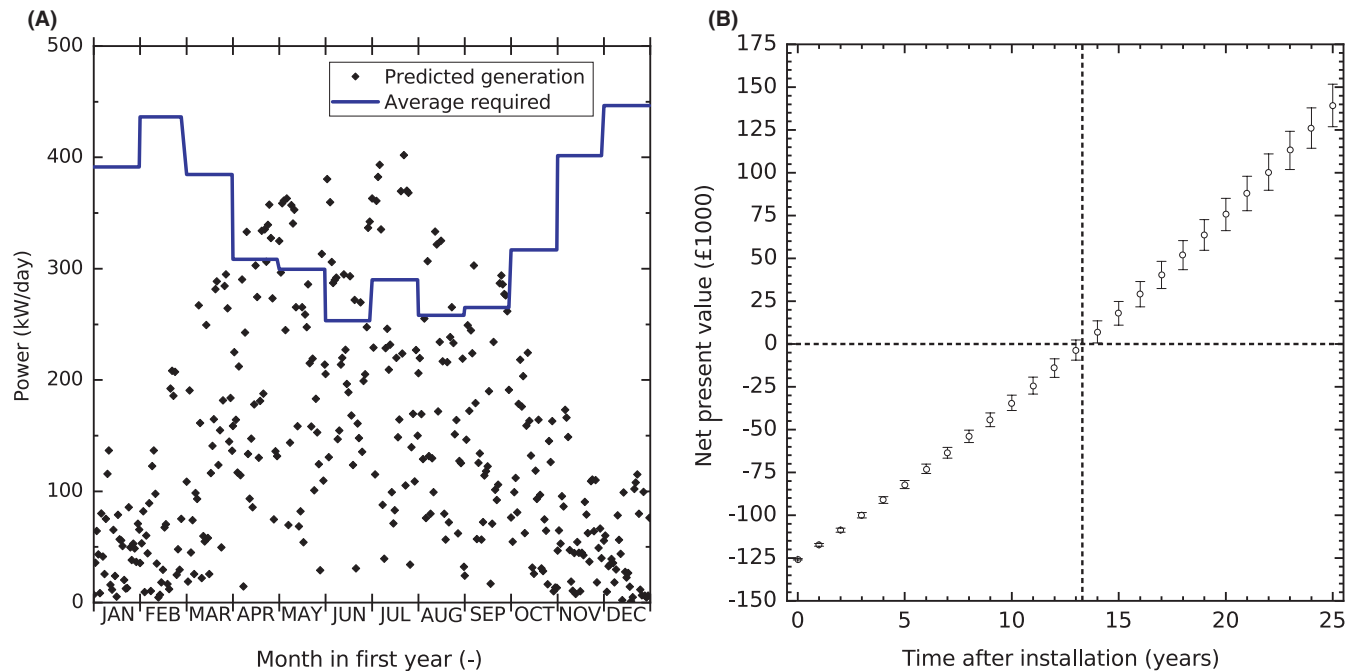 (A)
500
400
300
200
100
0
Power (kW/day)
Predicted generation
Average required
JAN FEB MAR APR MAY JUN JUL AUG SEP OCT NOV DEC
Month in first year (-)
(B)
175
150
125
100
75
50
25
0
-25
-50
-75
-100
-125
-150
Net present value (£1000)
0 5 10 15 20 25
Time after installation (years)